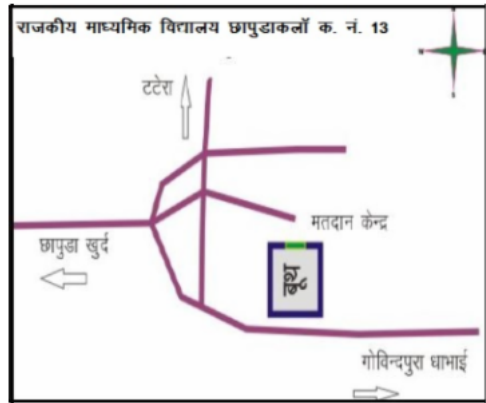 राजकीय माध्यमिक विद्यालय छापुडाकलॉ क. नं. 13
टटेरा
मतदान केन्द्र
छापुडा खुर्द
बूथ
गोविन्दपुरा धाभाई